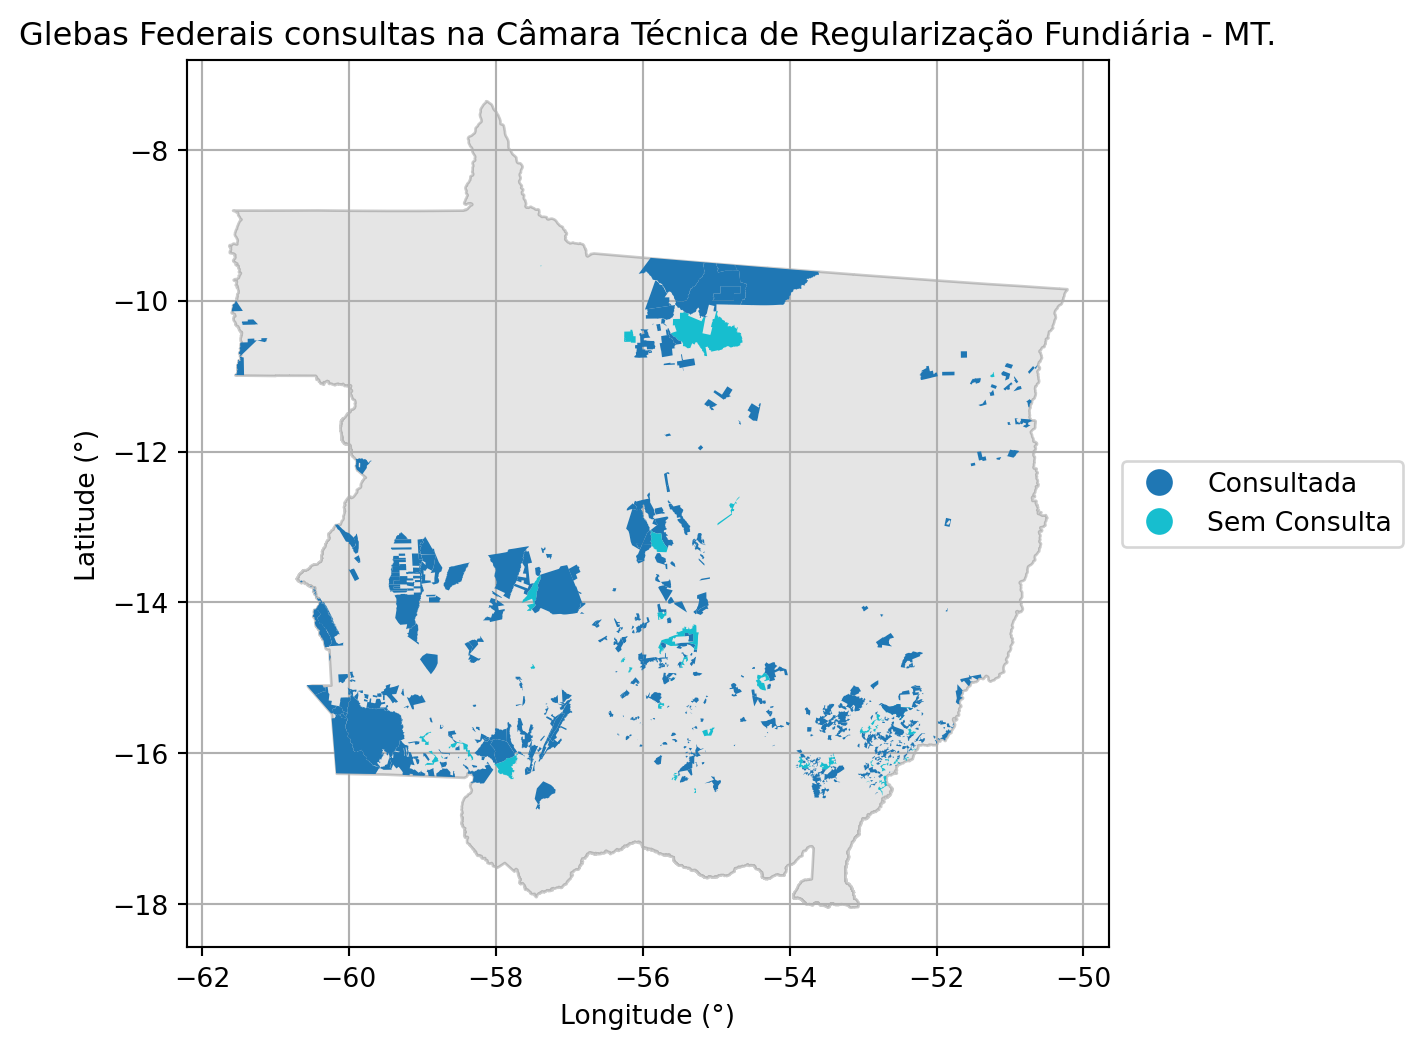 Glebas Federais consultas na Câmara Técnica de Regularização Fundiária - MT.
−8
−10
−12
−14
−16
−18
Latitude (°)
−62 −60 −58 −56 −54 −52 −50
Longitude (°)
Consultada
Sem Consulta